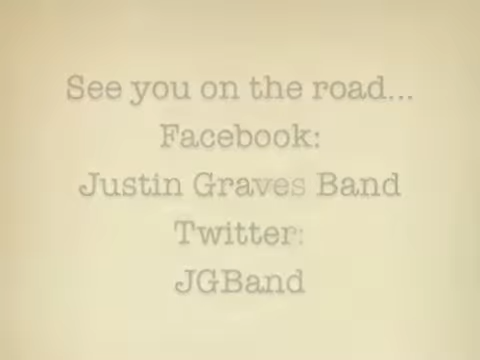 See you on the road...
Facebook:
Justin Graves Band
Twitter:
JGBand